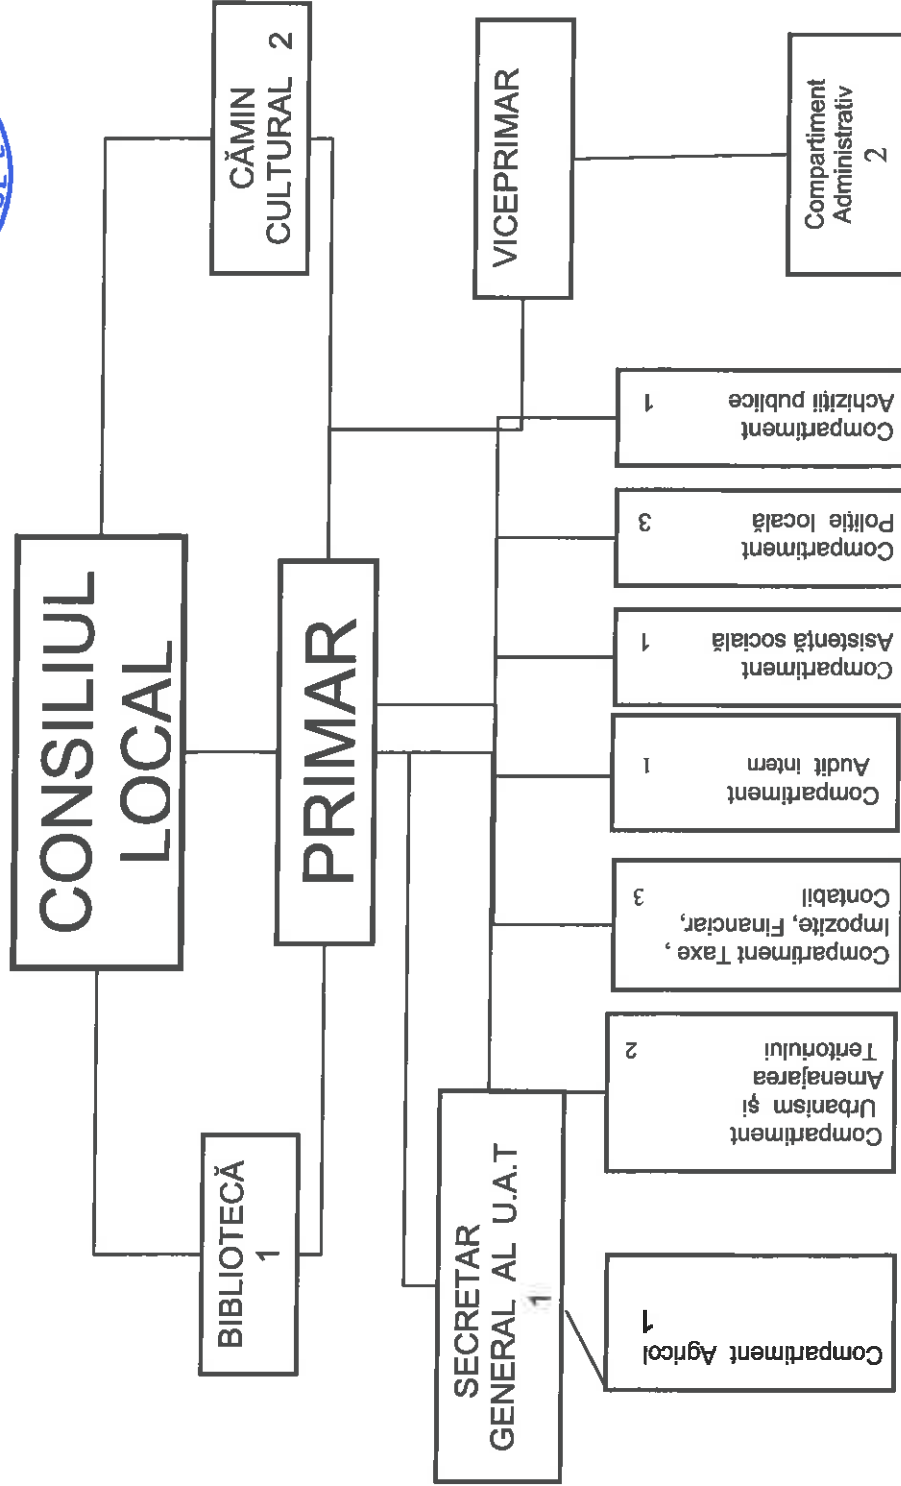 CONSILIUL
LOCAL
BIBLIOTECĂ
1
CĂMIN
CULTURAL 2
PRIMAR
SECRETAR
GENERAL AL U.A.T
1
VICEPRIMAR
Compartiment Agricol
1
Compartiment
Urbanism și
Amenajarea
Teritoriului
2
Compartiment Taxe ,
Impozite, Financiar,
Contabil
3
Compartiment
Audit intern
1
Compartiment
Asistență socială
1
Compartiment
Poliție locală
3
Compartiment
Achiziții publice
1
Compartiment
Administrativ
2